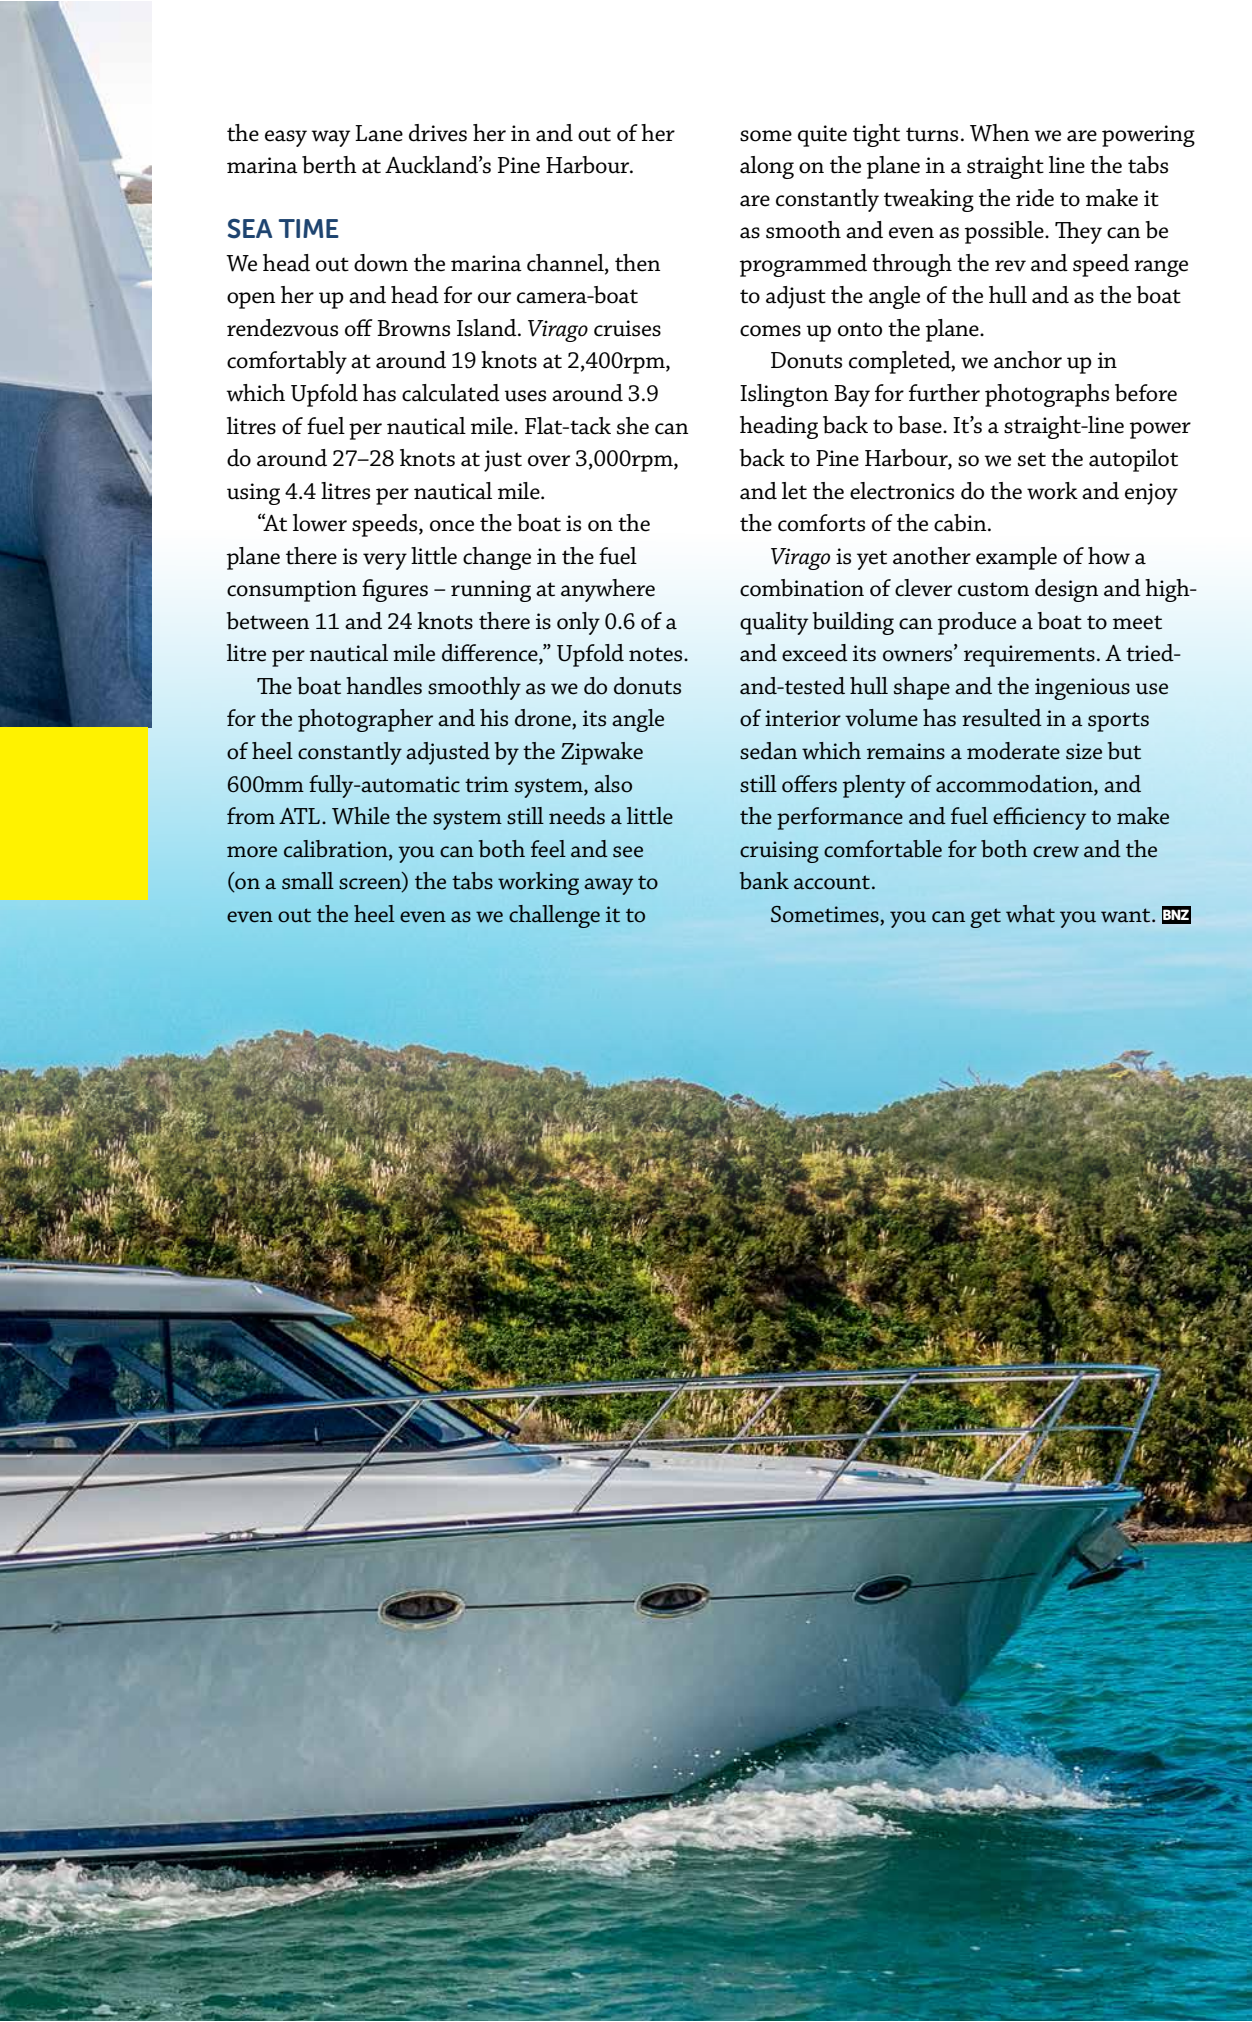 the easy way Lane drives her in and out of her
marina berth at Auckland’s Pine Harbour.
SEA TIME
We head out down the marina channel, then
open her up and head for our camera-boat
rendezvous off Browns Island. Virago cruises
comfortably at around 19 knots at 2,400rpm,
which Upfold has calculated uses around 3.9
litres of fuel per nautical mile. Flat-tack she can
do around 27–28 knots at just over 3,000rpm,
using 4.4 litres per nautical mile.
“At lower speeds, once the boat is on the
plane there is very little change in the fuel
consumption figures – running at anywhere
between 11 and 24 knots there is only 0.6 of a
litre per nautical mile difference,” Upfold notes.
The boat handles smoothly as we do donuts
for the photographer and his drone, its angle
of heel constantly adjusted by the Zipwake
600mm fully-automatic trim system, also
from ATL. While the system still needs a little
more calibration, you can both feel and see
(on a small screen) the tabs working away to
even out the heel even as we challenge it to
some quite tight turns. When we are powering
along on the plane in a straight line the tabs
are constantly tweaking the ride to make it
as smooth and even as possible. They can be
programmed through the rev and speed range
to adjust the angle of the hull and as the boat
comes up onto the plane.
Donuts completed, we anchor up in
Islington Bay for further photographs before
heading back to base. It’s a straight-line power
back to Pine Harbour, so we set the autopilot
and let the electronics do the work and enjoy
the comforts of the cabin.
Virago is yet another example of how a
combination of clever custom design and high-
quality building can produce a boat to meet
and exceed its owners’ requirements. A tried-
and-tested hull shape and the ingenious use
of interior volume has resulted in a sports
sedan which remains a moderate size but
still offers plenty of accommodation, and
the performance and fuel efficiency to make
cruising comfortable for both crew and the
bank account.
Sometimes, you can get what you want. BNZ